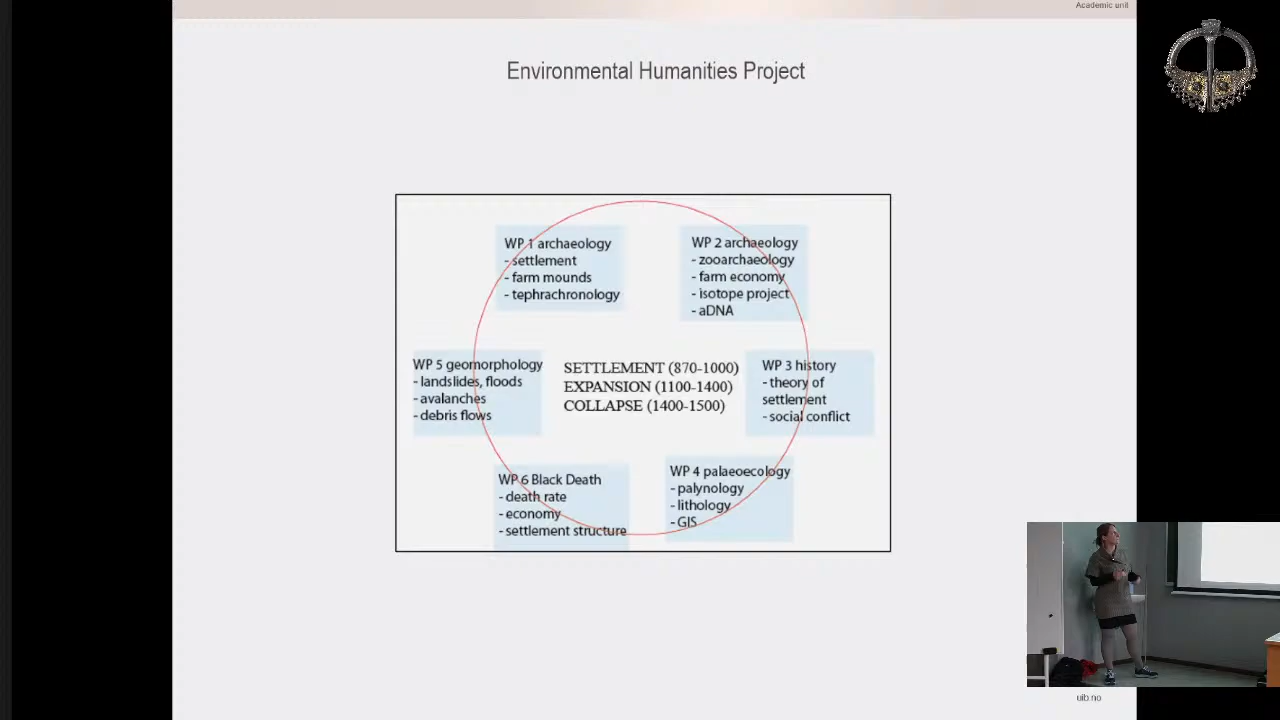 Academic unit
Environmental Humanities Project
WP 1 archaeology
- settlement
- farm mounds
- tephrachronology
WP 2 archaeology
- zooarchaeology
- farm economy
- isotope project
- aDNA
WP 5 geomorphology
- landslides, floods
- avalanches
- debris flows
SETTLEMENT (870-1000)
EXPANSION (1100-1400)
COLLAPSE (1400-1500)
WP 3 history
- theory of
settlement
- social conflict
WP 6 Black Death
- death rate
- economy
- settlement structure
WP 4 palaeoecology
- palynology
- lithology
- GIS
uib.no